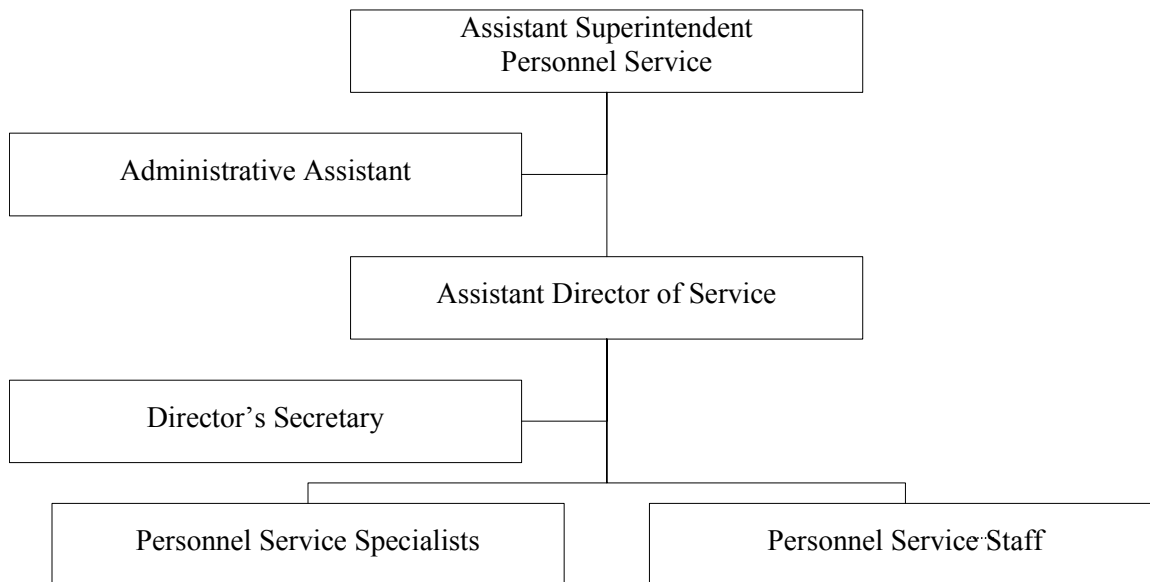 Assistant Superintendent
Personnel Service
Administrative Assistant
Assistant Director of Service
Director’s Secretary
Personnel Service Specialists
Personnel Service Staff